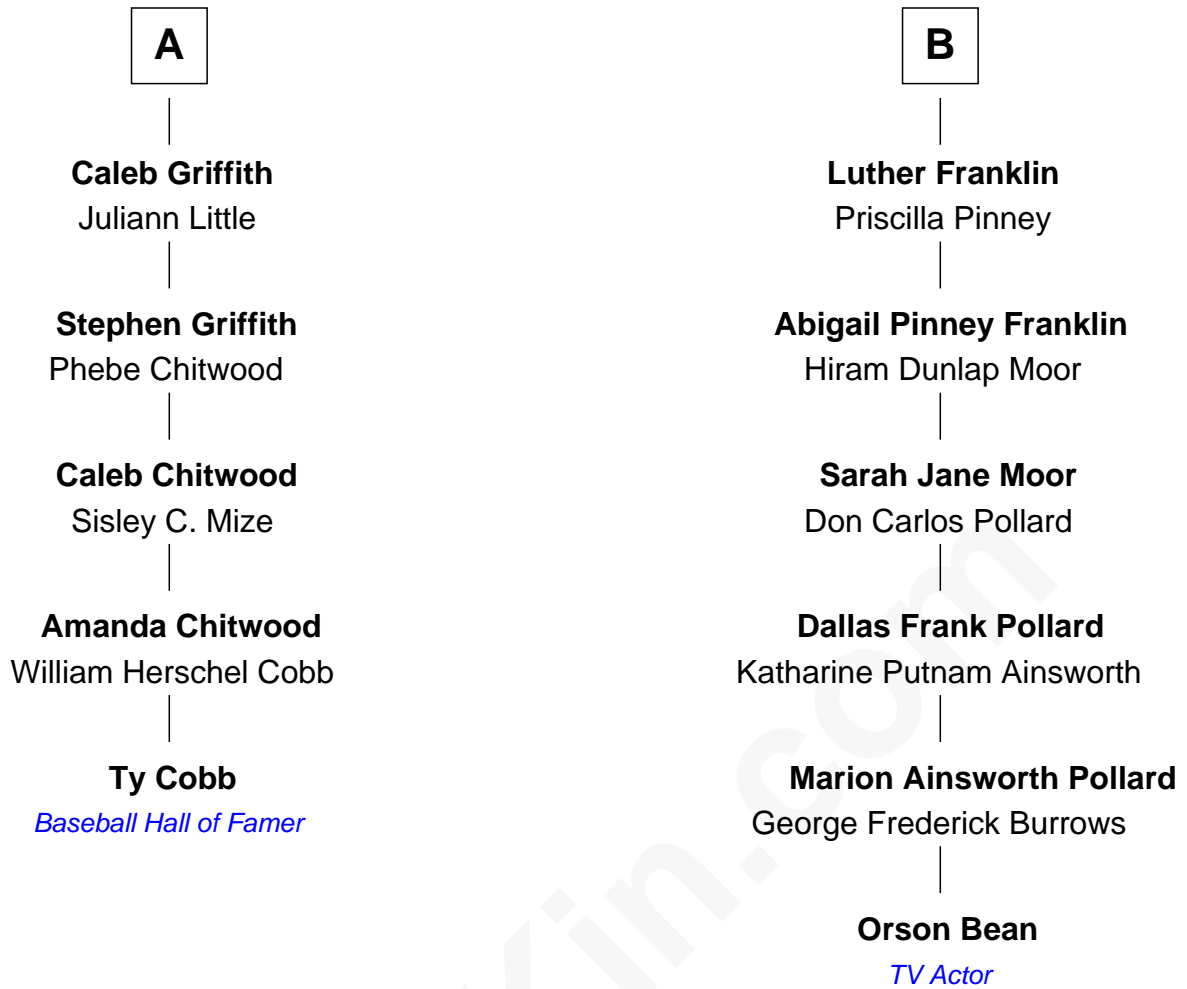 A
Caleb Griffith
Juliann Little
Stephen Griffith
Phebe Chitwood
Caleb Chitwood
Sisley C. Mize
Amanda Chitwood
William Herschel Cobb
Ty Cobb
Baseball Hall of Famer
B
Luther Franklin
Priscilla Pinney
Abigail Pinney Franklin
Hiram Dunlap Moor
Sarah Jane Moor
Don Carlos Pollard
Dallas Frank Pollard
Katharine Putnam Ainsworth
Marion Ainsworth Pollard
George Frederick Burrows
Orson Bean
TV Actor
Kin.com